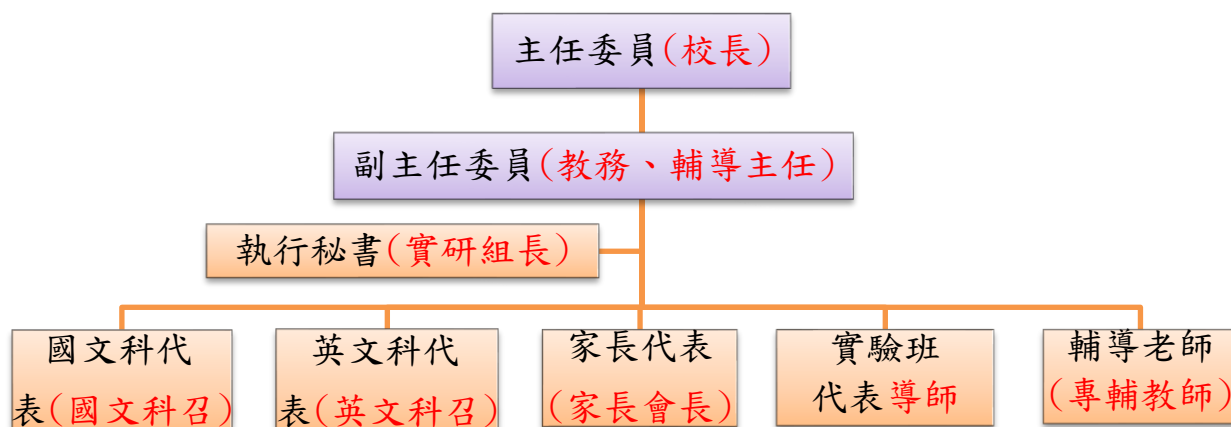 主任委員(校長)
副主任委員(教務、輔導主任)
執行秘書(實研組長)
國文科代
表(國文科召)
英文科代
表(英文科召)
家長代表
(家長會長)
實驗班
代表導師
輔導老師
(專輔教師)